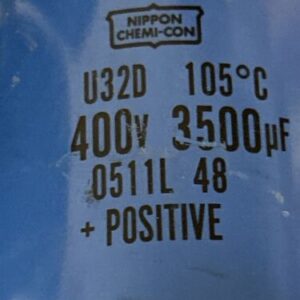 NIPPON
CHEMI-CON
U32D 105°C
400V 3500µF
0511L 48
+ POSITIVE